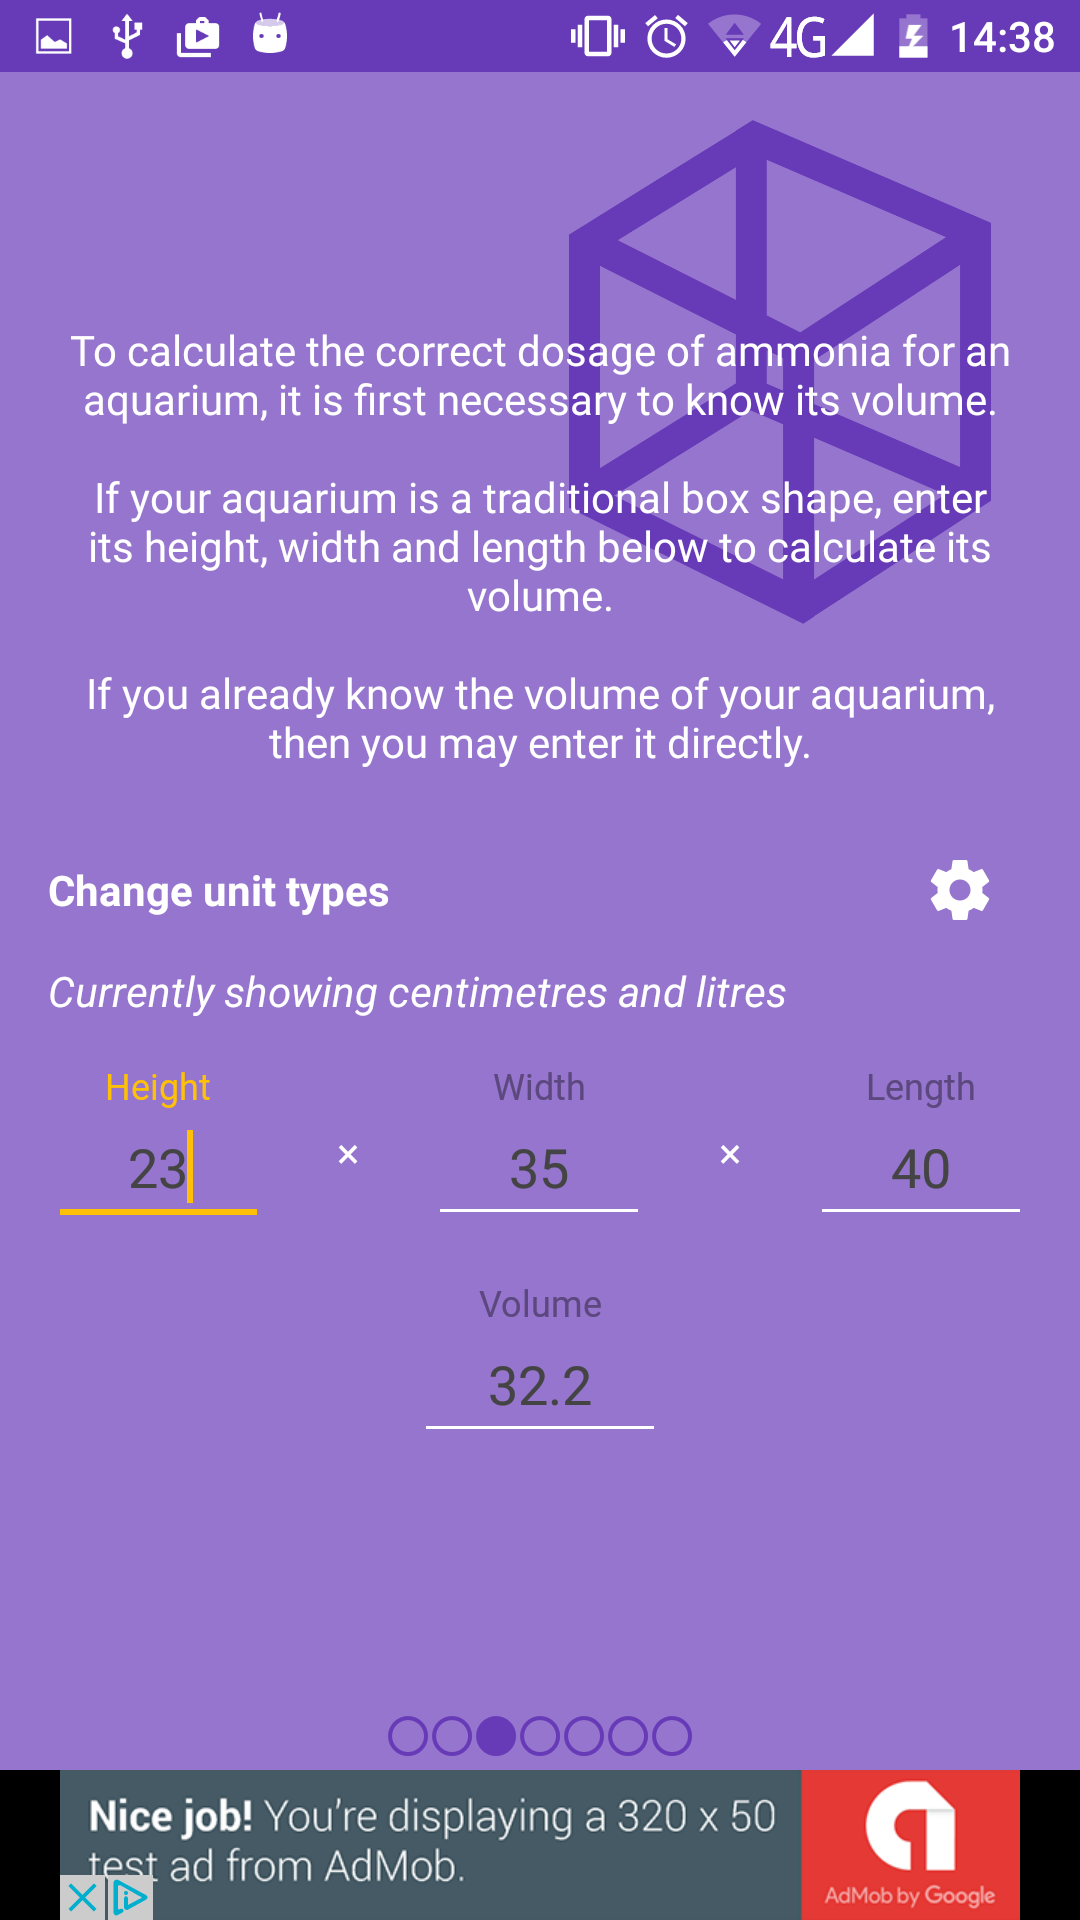 4G 14:38
To calculate the correct dosage of ammonia for an
aquarium, it is first necessary to know its volume.
If your aquarium is a traditional box shape, enter
its height, width and length below to calculate its
volume.
If you already know the volume of your aquarium,
then you may enter it directly.
Change unit types
Currently showing centimetres and litres
Height Width Length
23 × 35 × 40
Volume
32.2
Nice job! You're displaying a 320 x 50
test ad from AdMob.
AdMob by Google